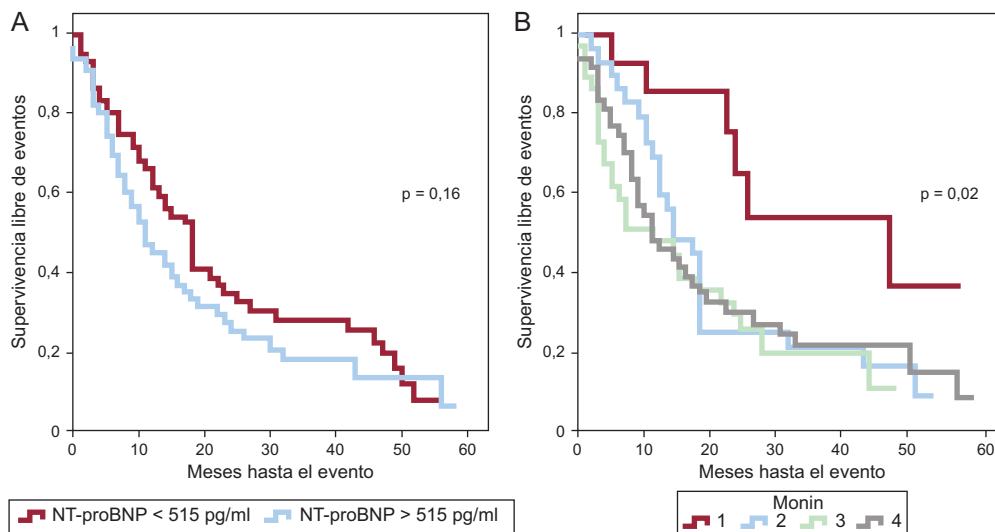 A
Supervivencia libre de eventos
1
0,8
0,6
0,4
0,2
0
p = 0,16
0 10 20 30 40 50 60
Meses hasta el evento
NT-proBNP < 515 pg/ml NT-proBNP > 515 pg/ml
B
Supervivencia libre de eventos
1
0,8
0,6
0,4
0,2
0
p = 0,02
0 10 20 30 40 50 60
Meses hasta el evento
Monin
1 2 3 4